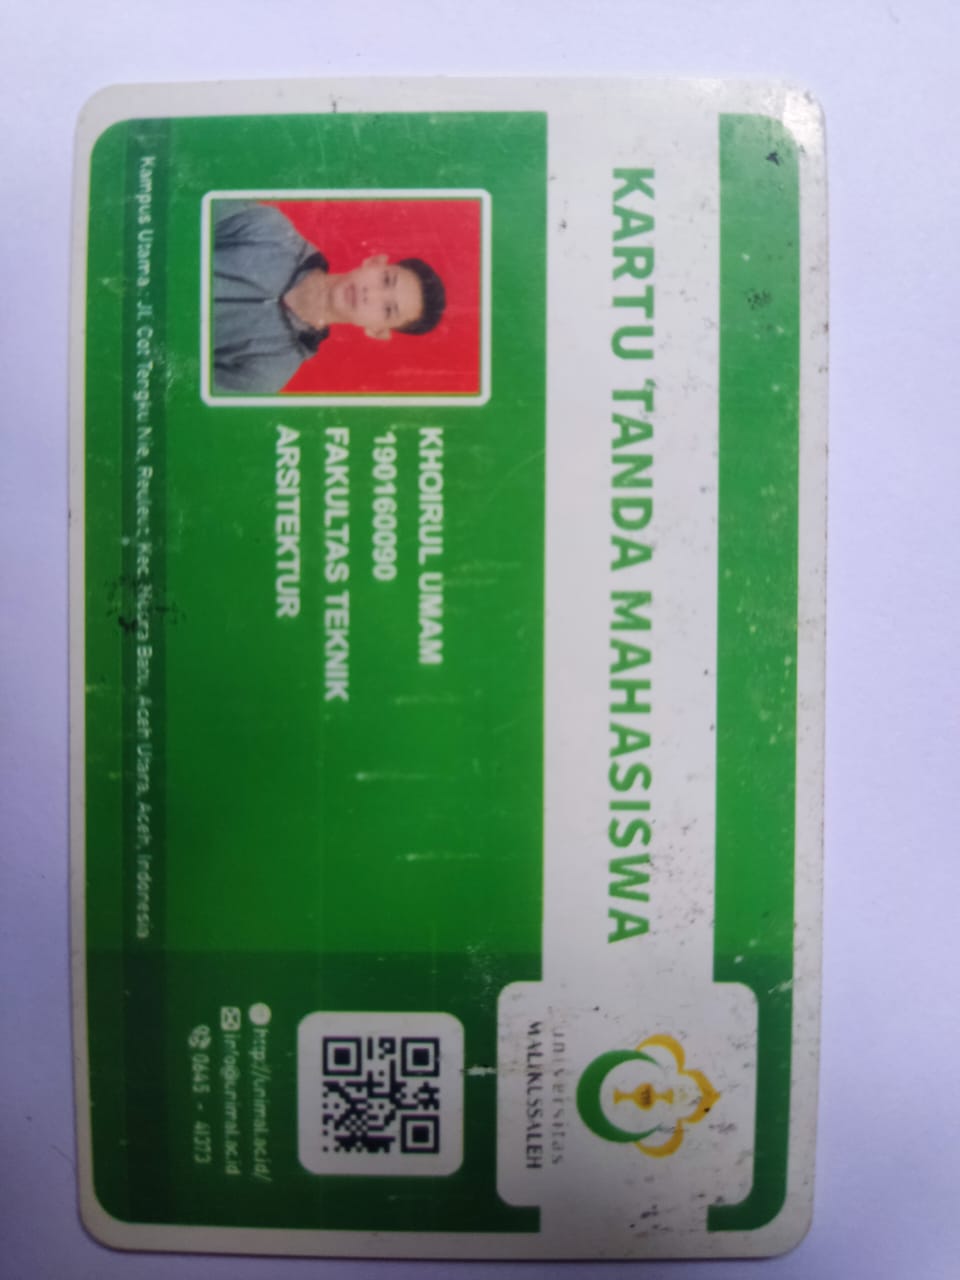 KARTU TANDA MAHASISWA
universitas
MALIKUSSALEH
KHOIRUL UMAM
190160090
FAKULTAS TEKNIK
ARSITEKTUR
http://unimal.ac.id/
info@unimal.ac.id
0645 - 41373
Kampus Utama : Jl. Cot Tengku Nie, Reuleut, Kec. Muara Batu, Aceh Utara, Aceh, Indonesia